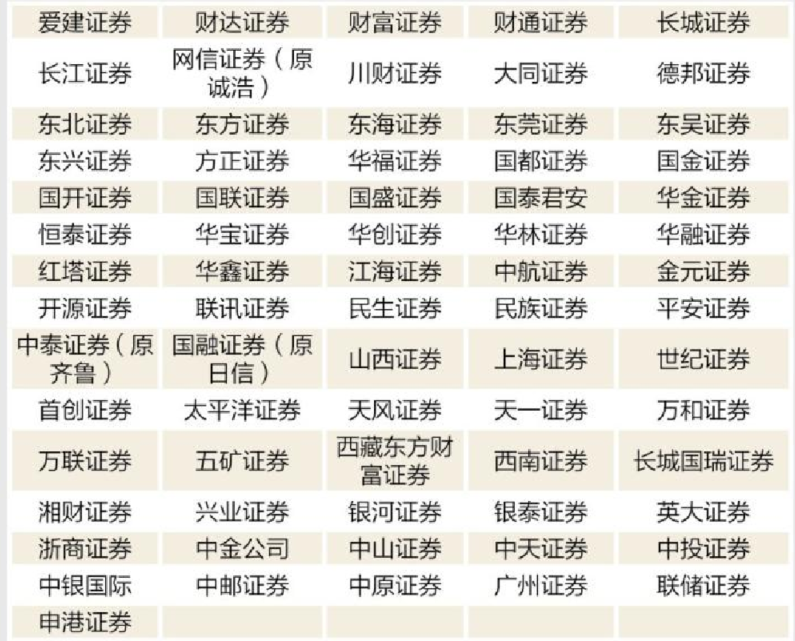 爱建证券 财达证券 财富证券 财通证券 长城证券
长江证券 网信证券（原诚浩） 川财证券 大同证券 德邦证券
东北证券 东方证券 东海证券 东莞证券 东吴证券
东兴证券 方正证券 华福证券 国都证券 国金证券
国开证券 国联证券 国盛证券 国泰君安 华金证券
恒泰证券 华宝证券 华创证券 华林证券 华融证券
红塔证券 华鑫证券 江海证券 中航证券 金元证券
开源证券 联讯证券 民生证券 民族证券 平安证券
中泰证券（原齐鲁） 国融证券（原日信） 山西证券 上海证券 世纪证券
首创证券 太平洋证券 天风证券 天一证券 万和证券
万联证券 五矿证券 西藏东方财富证券 西南证券 长城国瑞证券
湘财证券 兴业证券 银河证券 银泰证券 英大证券
浙商证券 中金公司 中山证券 中天证券 中投证券
中银国际 中邮证券 中原证券 广州证券 联储证券
申港证券